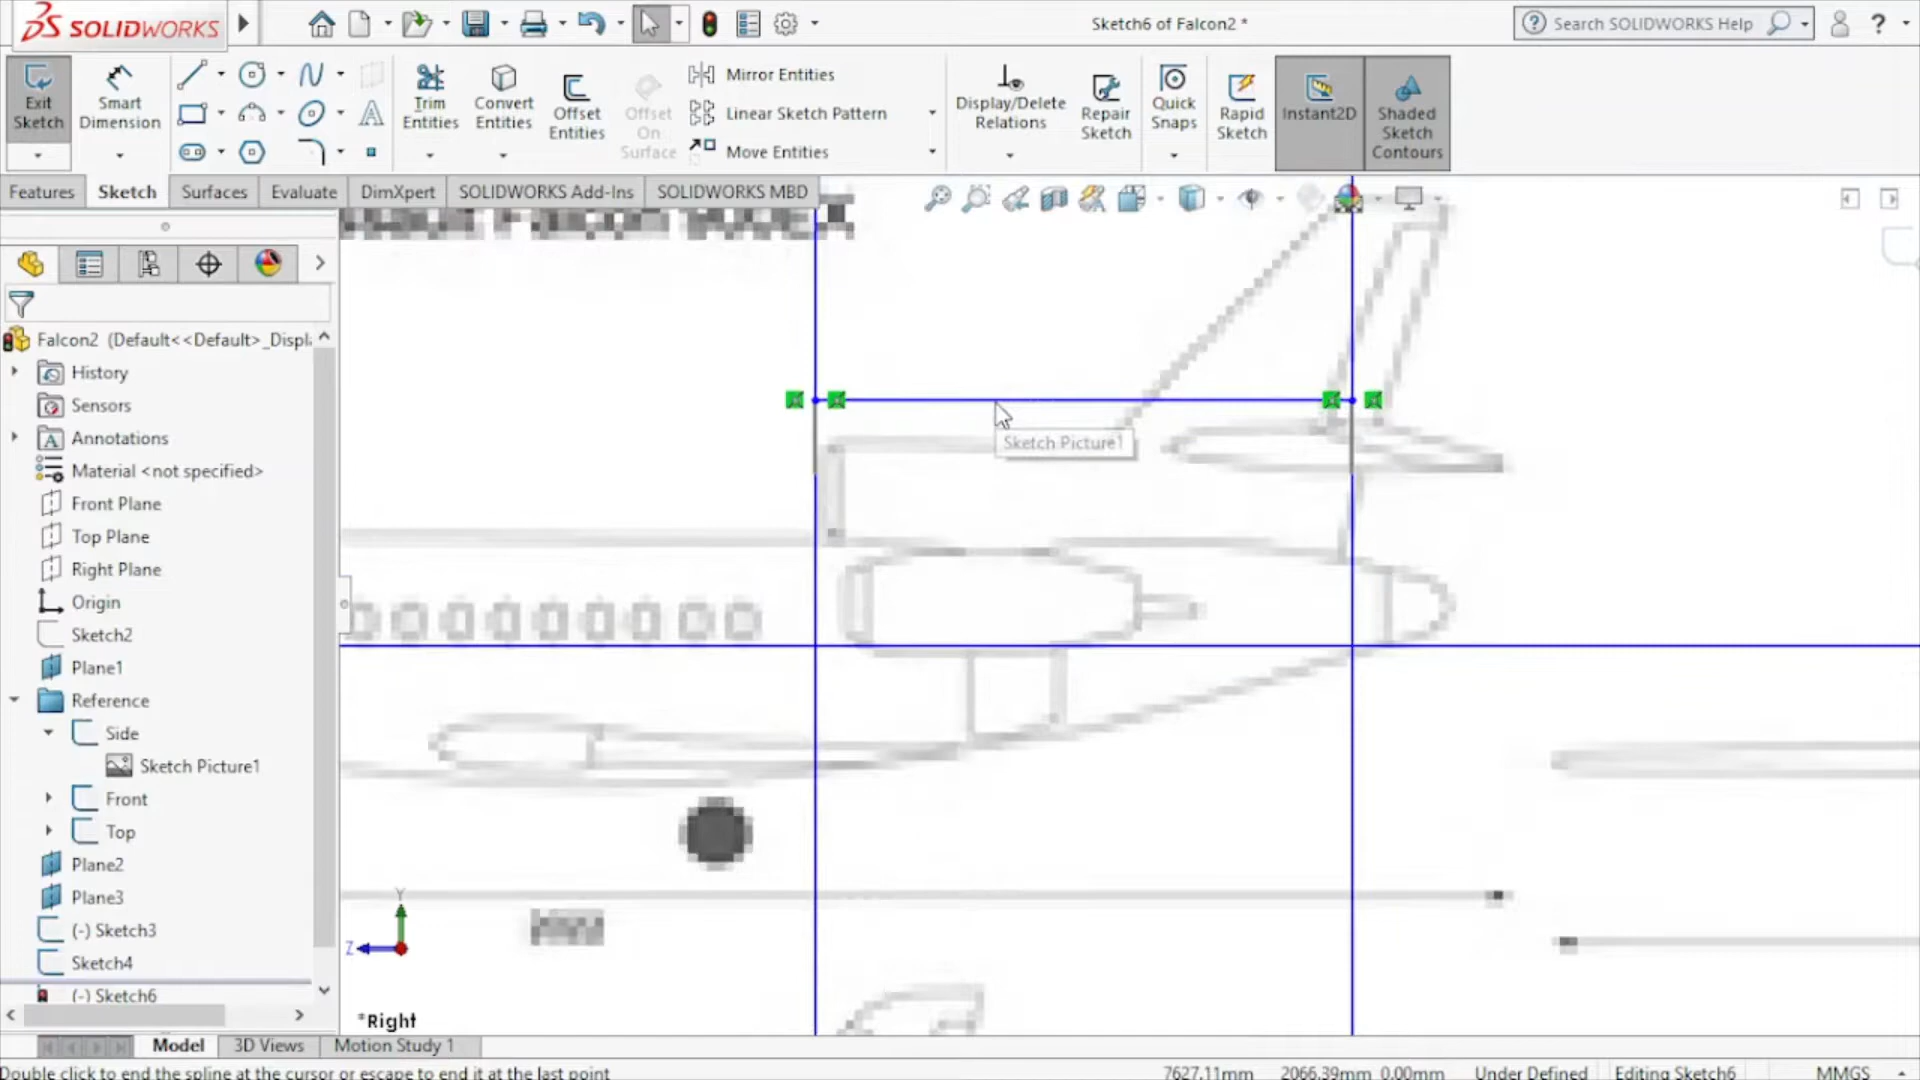 SOLIDWORKS
Sketch6 of Falcon2 *
Search SOLIDWORKS Help
?
Exit Sketch
Smart Dimension
Trim Entities
Convert Entities
Offset Entities
Offset On Surface
Mirror Entities
Linear Sketch Pattern
Move Entities
Display/Delete Relations
Repair Sketch
Quick Snaps
Rapid Sketch
Instant2D
Shaded Sketch Contours
Features
Sketch
Surfaces
Evaluate
DimXpert
SOLIDWORKS Add-Ins
SOLIDWORKS MBD
Falcon2 (Default<<Default>_Displ
History
Sensors
Annotations
Material <not specified>
Front Plane
Top Plane
Right Plane
Origin
Sketch2
Plane1
Reference
Side
Sketch Picture1
Front
Top
Plane2
Plane3
(-) Sketch3
Sketch4
(-) Sketch6
Sketch Picture1
Y
Z
*Right
Model
3D Views
Motion Study 1
Double click to end the spline at the cursor or escape to end it at the last point
7627.11mm
2066.39mm
0.00mm
Under Defined
Editing Sketch6
MMGS